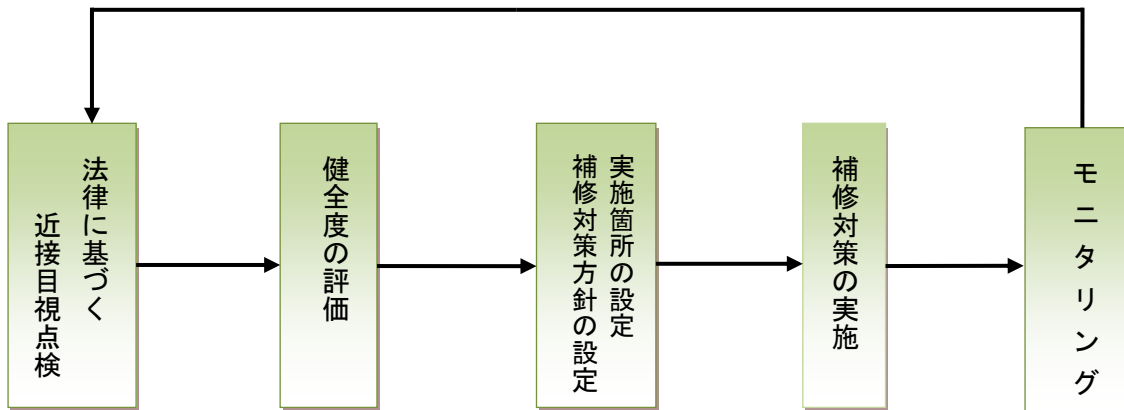 法律に基づく
近接目視点検
健全度の評価
実施箇所の設定
補修対策方針の設定
補修対策の実施
モニタリング